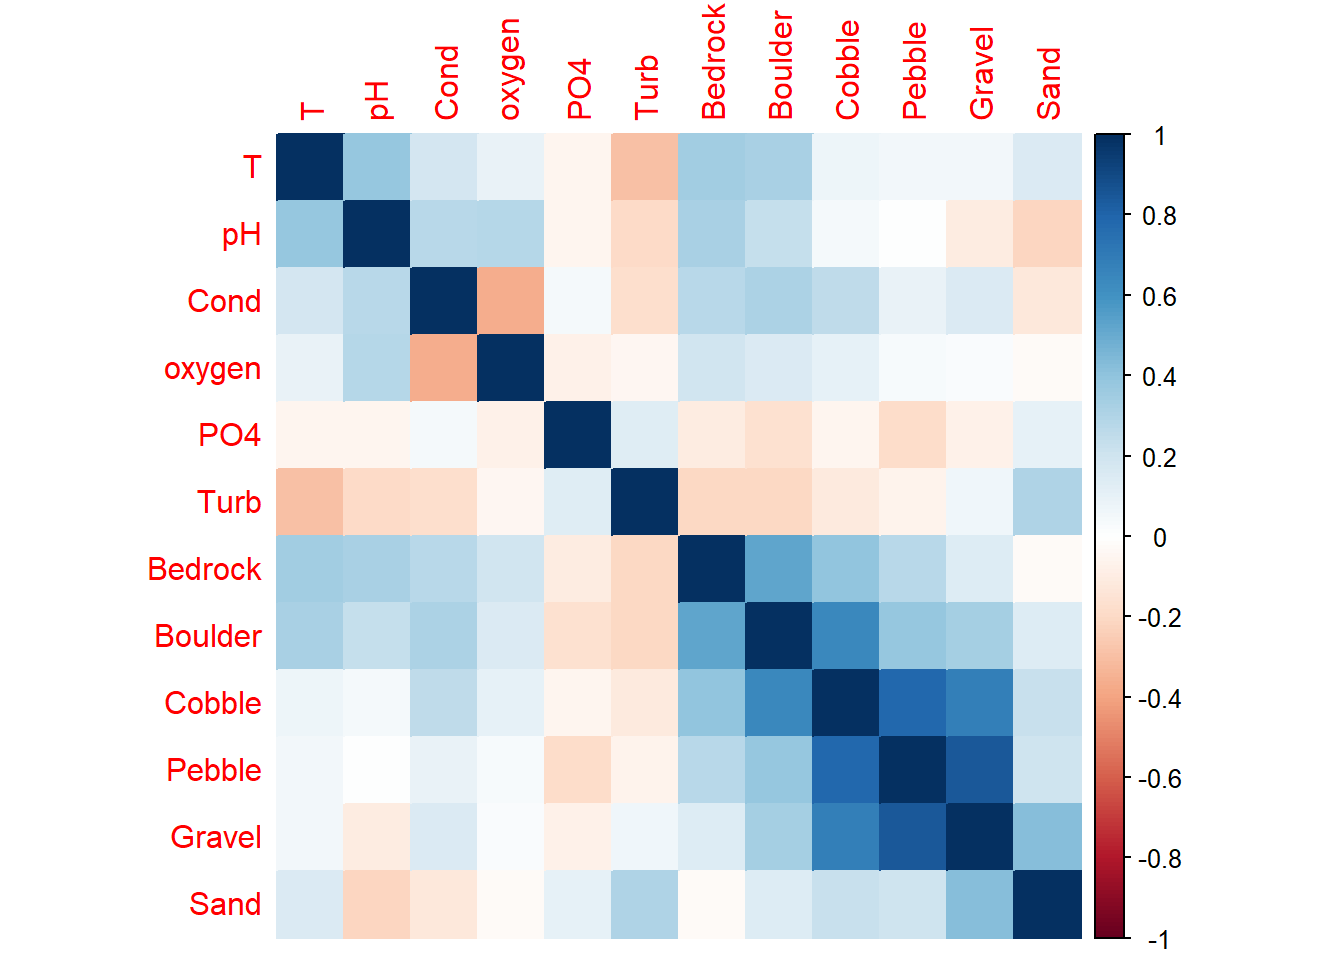 T
pH
Cond
oxygen
PO4
Turb
Bedrock
Boulder
Cobble
Pebble
Gravel
Sand
T
pH
Cond
oxygen
PO4
Turb
Bedrock
Boulder
Cobble
Pebble
Gravel
Sand
1
0.8
0.6
0.4
0.2
0
-0.2
-0.4
-0.6
-0.8
-1